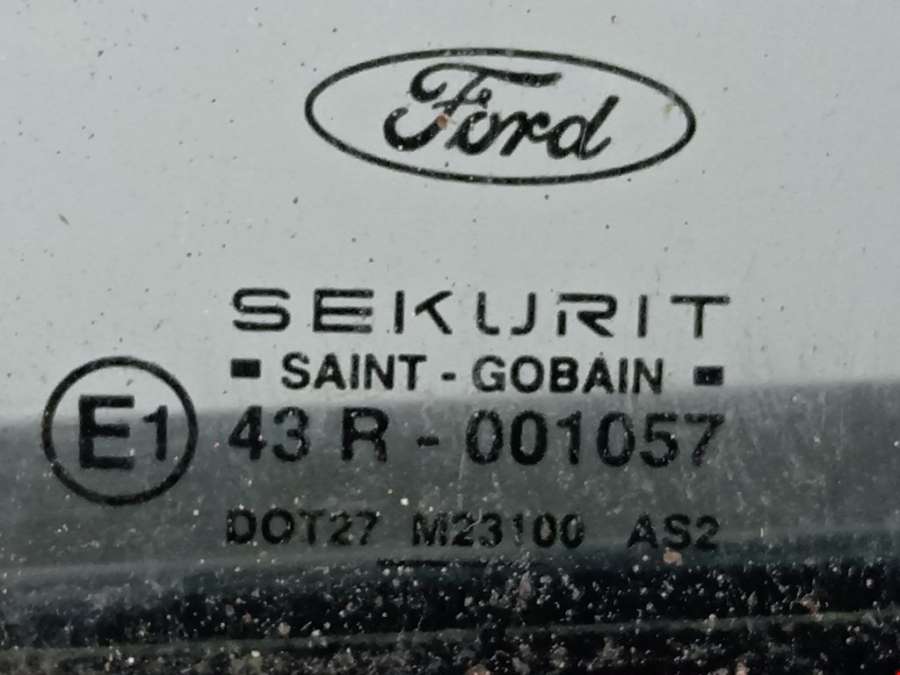 Ford
SEKURIT
SAINT - GOBAIN
E1 43 R - 001057
DOT27 M23100 AS2